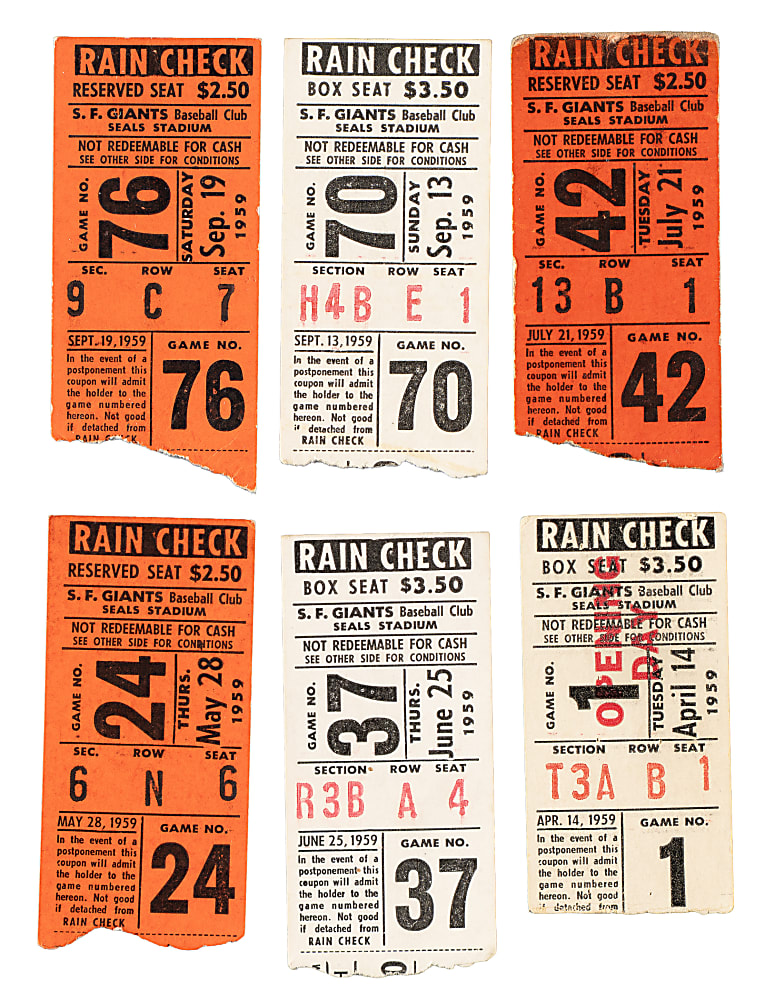 RAIN CHECK
RESERVED SEAT $2.50
S. F. GIANTS Baseball Club
SEALS STADIUM
NOT REDEEMABLE FOR CASH
SEE OTHER SIDE FOR CONDITIONS
GAME NO.
76
SATURDAY
Sep. 19
1959
SEC. ROW SEAT
9 C 7
SEPT. 19, 1959
In the event of a
postponement this
coupon will admit
the holder to the
game numbered
hereon. Not good
if detached from
RAIN CHECK
GAME NO.
76
RAIN CHECK
BOX SEAT $3.50
S. F. GIANTS Baseball Club
SEALS STADIUM
NOT REDEEMABLE FOR CASH
SEE OTHER SIDE FOR CONDITIONS
GAME NO.
70
SUNDAY
Sep. 13
1959
SECTION ROW SEAT
H4B E 1
SEPT. 13, 1959
In the event of a
postponement this
coupon will admit
the holder to the
game numbered
hereon. Not good
if detached from
RAIN CHECK
GAME NO.
70
RAIN CHECK
RESERVED SEAT $2.50
S. F. GIANTS Baseball Club
SEALS STADIUM
NOT REDEEMABLE FOR CASH
SEE OTHER SIDE FOR CONDITIONS
GAME NO.
42
TUESDAY
July 21
1959
SEC. ROW SEAT
13 B 1
JULY 21, 1959
In the event of a
postponement this
coupon will admit
the holder to the
game numbered
hereon. Not good
if detached from
RAIN CHECK
GAME NO.
42
RAIN CHECK
RESERVED SEAT $2.50
S. F. GIANTS Baseball Club
SEALS STADIUM
NOT REDEEMABLE FOR CASH
SEE OTHER SIDE FOR CONDITIONS
GAME NO.
24
THURS.
May 28
1959
SEC. ROW SEAT
6 N 6
MAY 28, 1959
In the event of a
postponement this
coupon will admit
the holder to the
game numbered
hereon. Not good
if detached from
RAIN CHECK
GAME NO.
24
RAIN CHECK
BOX SEAT $3.50
S. F. GIANTS Baseball Club
SEALS STADIUM
NOT REDEEMABLE FOR CASH
SEE OTHER SIDE FOR CONDITIONS
GAME NO.
37
THURS.
June 25
1959
SECTION ROW SEAT
R3B A 4
JUNE 25, 1959
In the event of a
postponement this
coupon will admit
the holder to the
game numbered
hereon. Not good
if detached from
RAIN CHECK
GAME NO.
37
RAIN CHECK
BOX SEAT $3.50
S. F. GIANTS Baseball Club
SEALS STADIUM
NOT REDEEMABLE FOR CASH
SEE OTHER SIDE FOR CONDITIONS
OPENING
DAY
GAME NO.
1
TUESDAY
April 14
1959
SECTION ROW SEAT
T3A B 1
APR. 14, 1959
In the event of a
postponement this
coupon will admit
the holder to the
game numbered
hereon. Not good
if detached from
GAME NO.
1